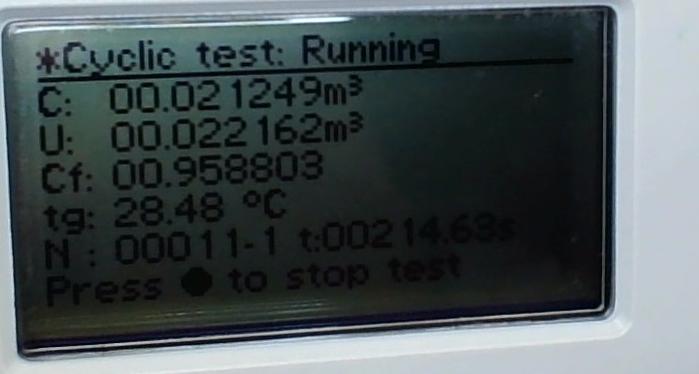 *Cyclic test: Running
C: 00.021249m³
U: 00.022162m³
Cf: 00.958803
tg: 28.48 °C
N : 00011-1 t:00214.63s
Press ● to stop test